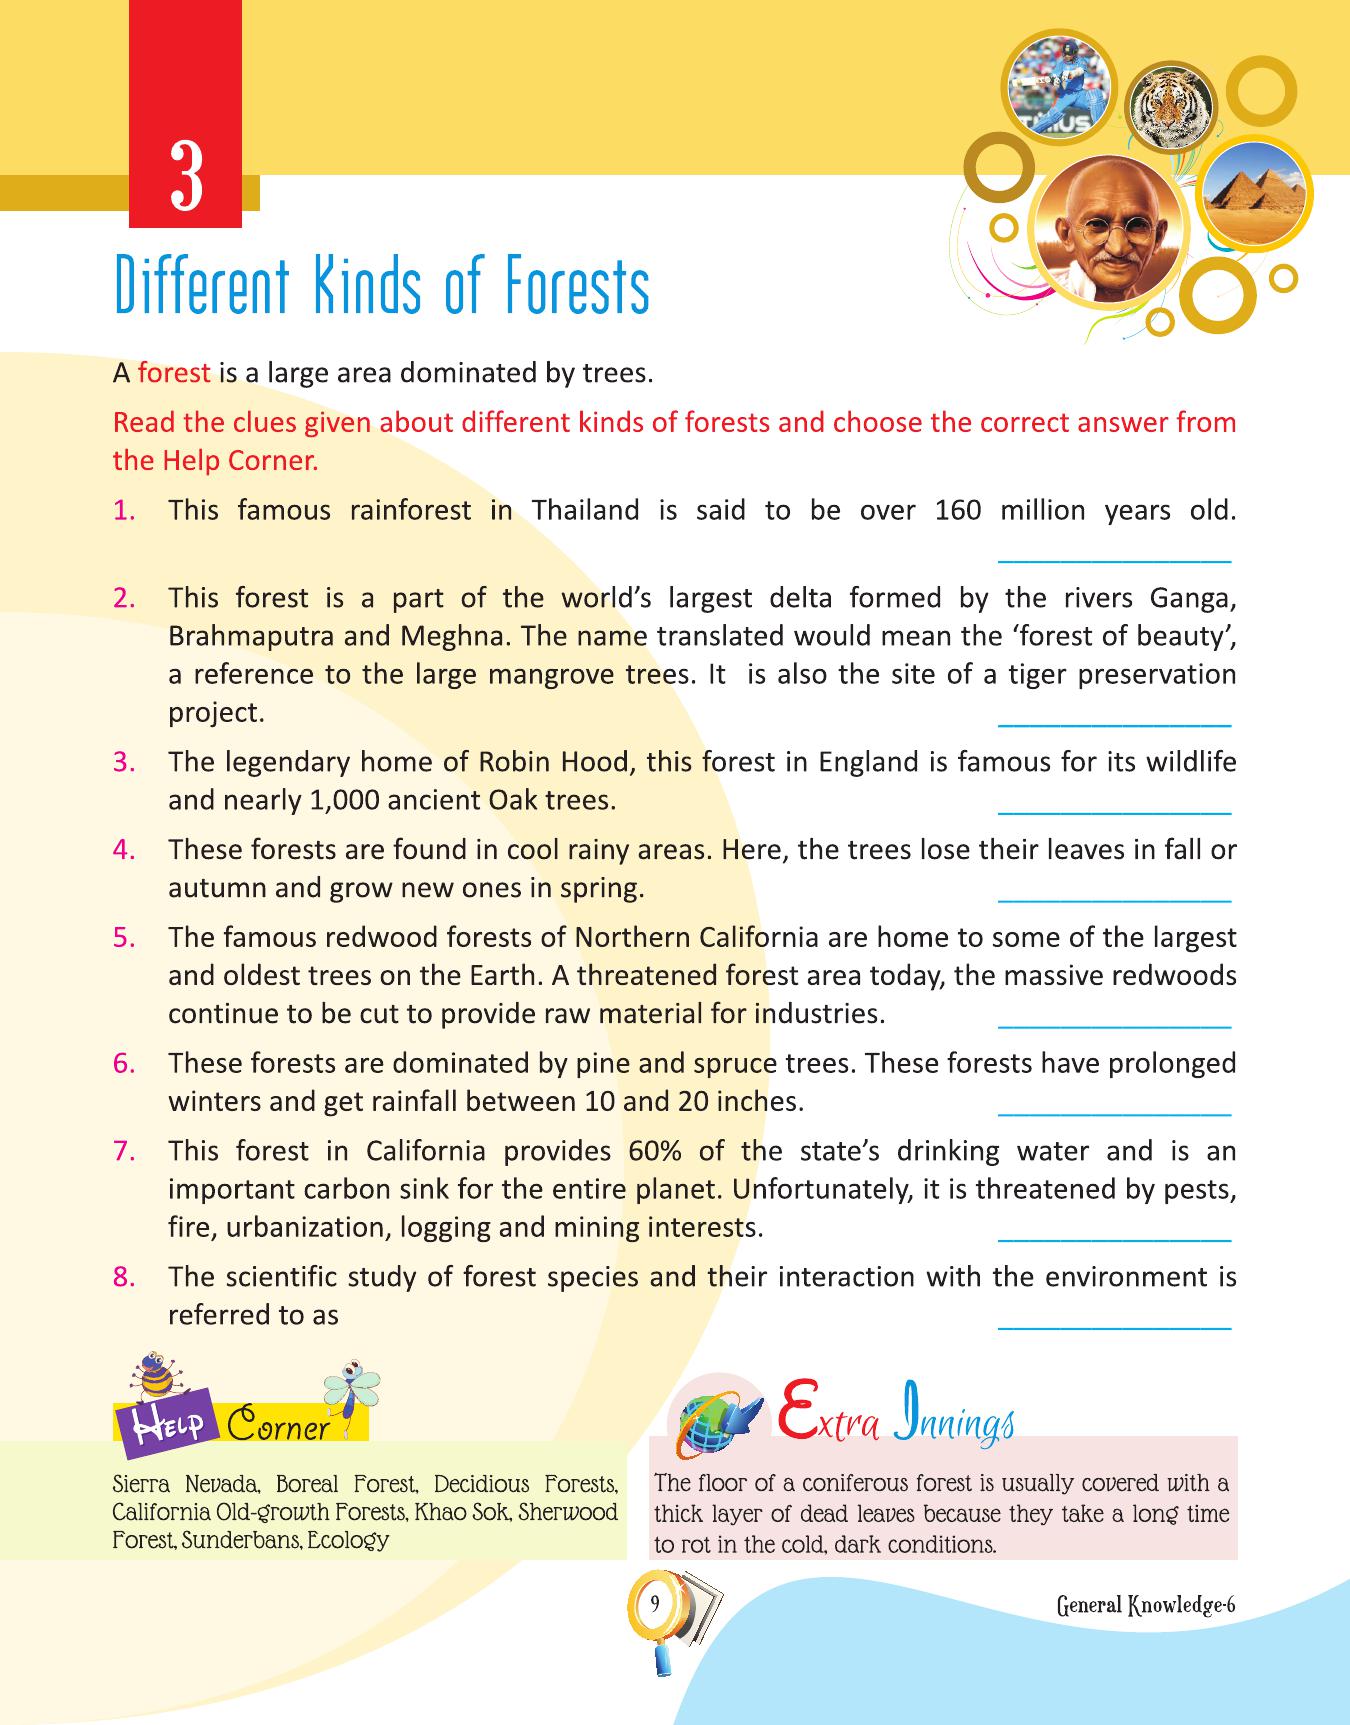 3
Different Kinds of Forests
A forest is a large area dominated by trees.
Read the clues given about different kinds of forests and choose the correct answer from
the Help Corner.
1. This famous rainforest in Thailand is said to be over 160 million years old.
2. This forest is a part of the world's largest delta formed by the rivers Ganga,
Brahmaputra and Meghna. The name translated would mean the 'forest of beauty',
a reference to the large mangrove trees. It is also the site of a tiger preservation
project.
3. The legendary home of Robin Hood, this forest in England is famous for its wildlife
and nearly 1,000 ancient Oak trees.
4. These forests are found in cool rainy areas. Here, the trees lose their leaves in fall or
autumn and grow new ones in spring.
5. The famous redwood forests of Northern California are home to some of the largest
and oldest trees on the Earth. A threatened forest area today, the massive redwoods
continue to be cut to provide raw material for industries.
6. These forests are dominated by pine and spruce trees. These forests have prolonged
winters and get rainfall between 10 and 20 inches.
7. This forest in California provides 60% of the state's drinking water and is an
important carbon sink for the entire planet. Unfortunately, it is threatened by pests,
fire, urbanization, logging and mining interests.
8. The scientific study of forest species and their interaction with the environment is
referred to as
Help Corner
Sierra Nevada, Boreal Forest, Decidious Forests,
California Old-growth Forests, Khao Sok, Sherwood
Forest, Sunderbans, Ecology
Extra Innings
The floor of a coniferous forest is usually covered with a
thick layer of dead leaves because they take a long time
to rot in the cold, dark conditions.
9
General Knowledge-6